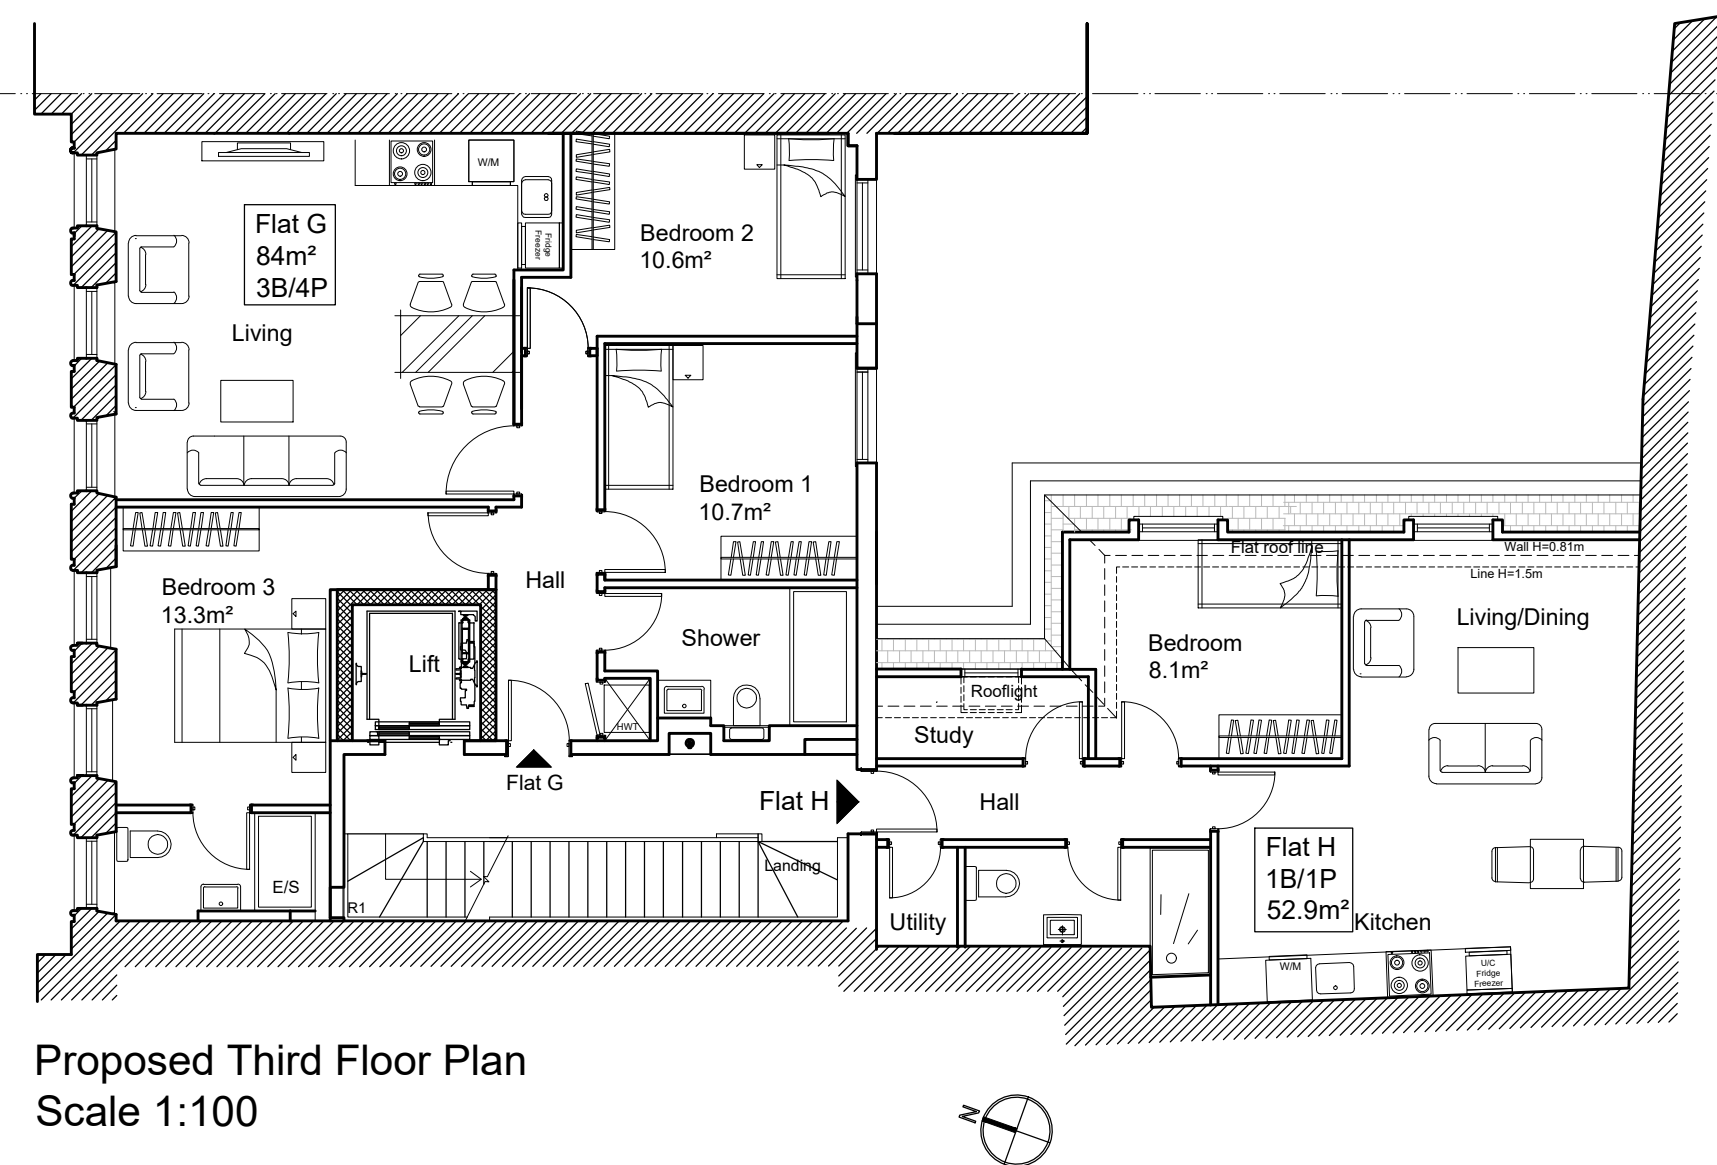 W/M
Fridge
Freezer
Flat G
84m²
3B/4P
Living
Bedroom 2
10.6m²
Bedroom 1
10.7m²
Hall
Bedroom 3
13.3m²
Lift
Shower
HWT
Flat G
E/S
R1
Landing
Flat H
Flat roof line
Wall H=0.81m
Line H=1.5m
Living/Dining
Bedroom
8.1m²
Rooflight
Study
Hall
Utility
Flat H
1B/1P
52.9m²
Kitchen
W/M
U/C
Fridge
Freezer
Proposed Third Floor Plan
Scale 1:100
N